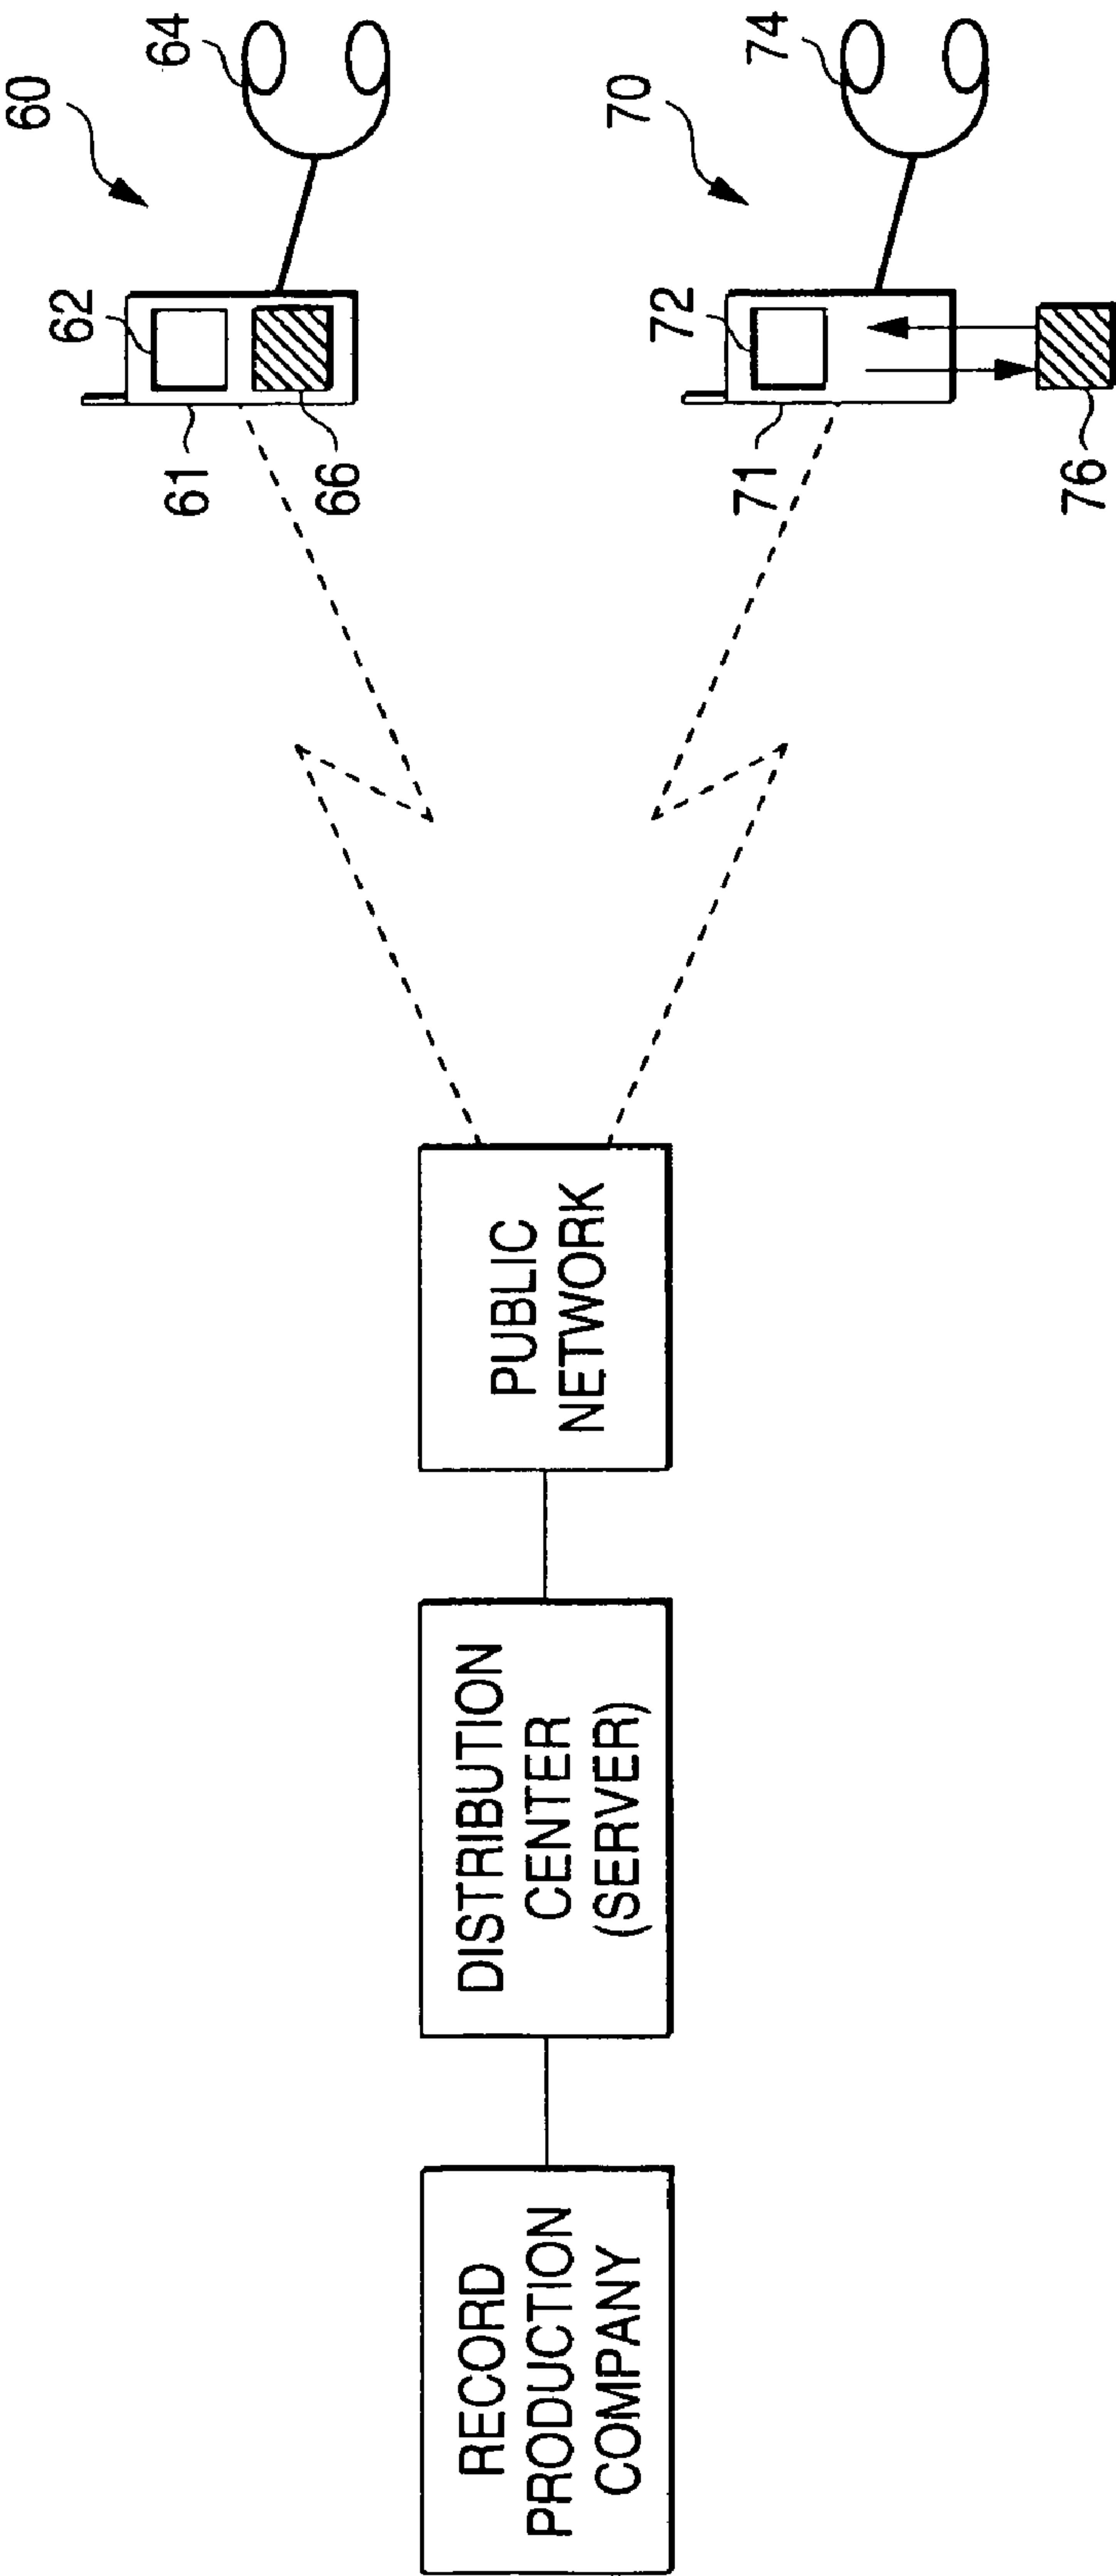 RECORD
PRODUCTION
COMPANY
DISTRIBUTION
CENTER
(SERVER)
PUBLIC
NETWORK
60
62
64
61
66
70
72
74
71
76